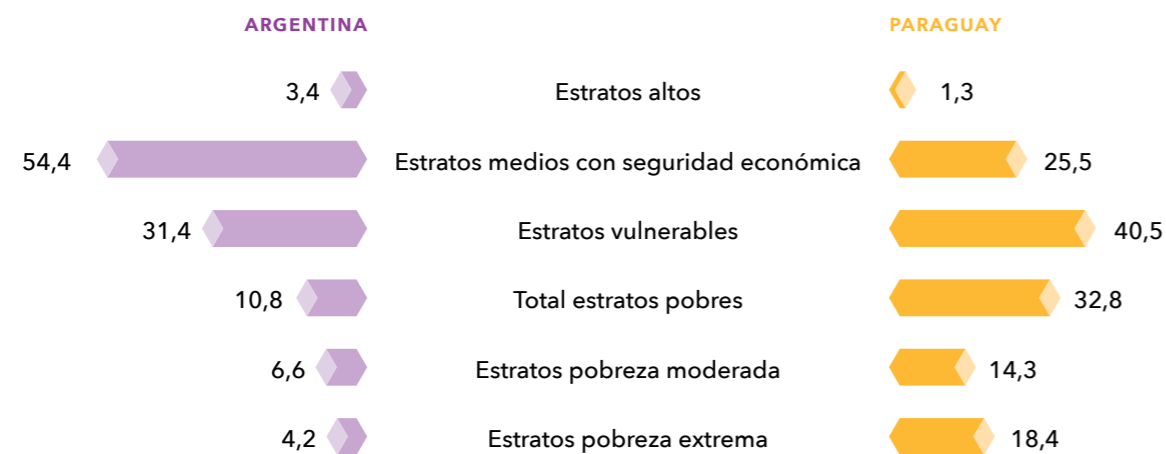 ARGENTINA PARAGUAY
3,4 Estratos altos 1,3
54,4 Estratos medios con seguridad económica 25,5
31,4 Estratos vulnerables 40,5
10,8 Total estratos pobres 32,8
6,6 Estratos pobreza moderada 14,3
4,2 Estratos pobreza extrema 18,4